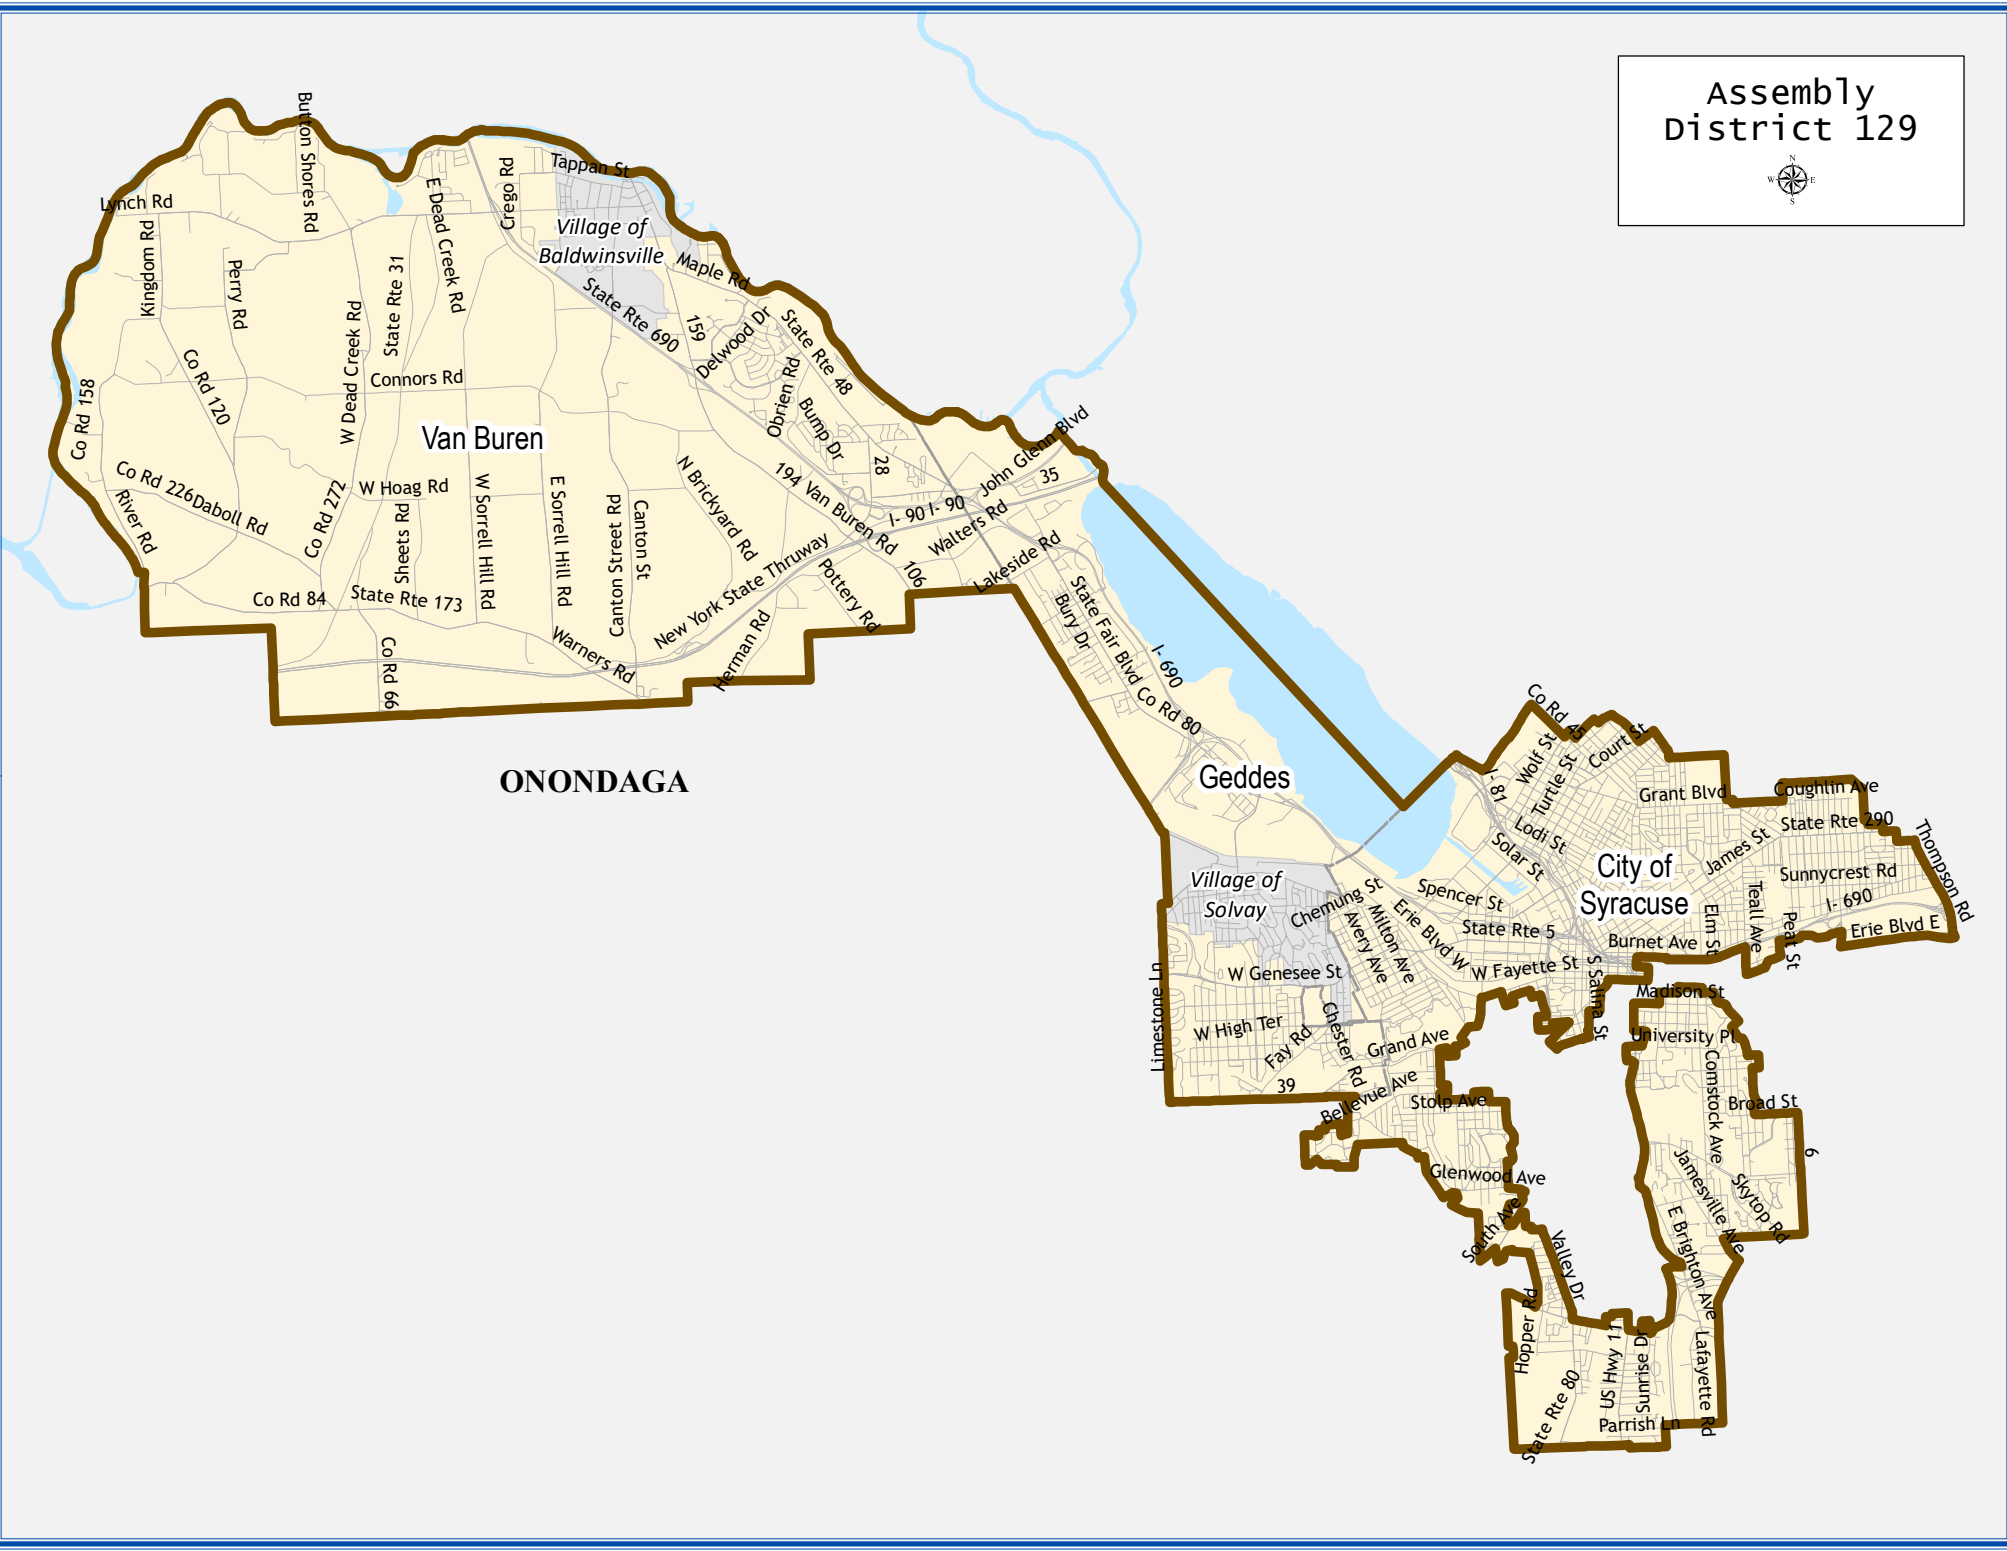 Assembly
District 129
N
W
E
S
Button Shores Rd
Lynch Rd
Kingdom Rd
Perry Rd
State Rte 31
E Dead Creek Rd
Crego Rd
Tappan St
Village of
Baldwinsville
Maple Rd
State Rte 690
159
Delwood Dr
State Rte 48
Obrien Rd
Bump Dr
W Dead Creek Rd
Co Rd 120
Co Rd 158
Connors Rd
Van Buren
28
John Glenn Blvd
35
I- 90
I- 90
Walters Rd
194
Van Buren Rd
N Brickyard Rd
Co Rd 226
Daboll Rd
River Rd
Co Rd 272
W Hoag Rd
Sheets Rd
W Sorrell Hill Rd
E Sorrell Hill Rd
Canton Street Rd
Canton St
New York State Thruway
106
Lakeside Rd
Pottery Rd
Herman Rd
Co Rd 84
State Rte 173
Warners Rd
Co Rd 66
State Fair Blvd
Bury Dr
I- 690
Co Rd 80
ONONDAGA
Geddes
Co Rd 45
Wolf St
Turtle St
Court St
I- 81
Grant Blvd
Coughlin Ave
State Rte 290
Thompson Rd
Lodi St
Solar St
James St
City of
Syracuse
Sunnycrest Rd
Teall Ave
I- 690
Elm St
Peat St
Erie Blvd E
Burnet Ave
Village of
Solvay
Chemung St
Milton Ave
Avery Ave
Erie Blvd W
Spencer St
State Rte 5
W Fayette St
S Salina St
W Genesee St
Limestone Ln
W High Ter
Fay Rd
Chester Rd
Grand Ave
39
Bellevue Ave
Stolp Ave
Madison St
University Pl
Comstock Ave
Broad St
6
Glenwood Ave
South Ave
Jamesville Ave
Skytop Rd
E Brighton Ave
Valley Dr
Hopper Rd
State Rte 80
US Hwy 11
Sunrise Dr
Lafayette Rd
Parrish Ln